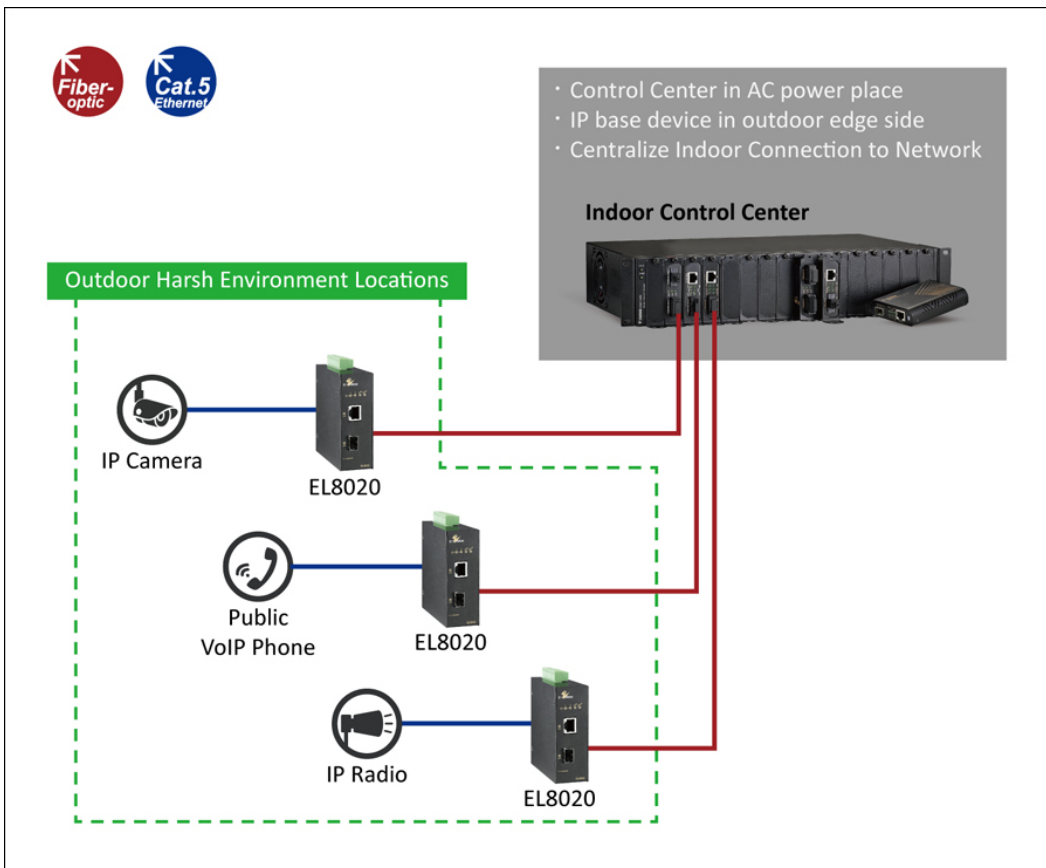 Fiber-
optic
Cat.5
Ethernet
· Control Center in AC power place
· IP base device in outdoor edge side
· Centralize Indoor Connection to Network
Indoor Control Center
Outdoor Harsh Environment Locations
IP Camera
EL8020
Public
VoIP Phone
EL8020
IP Radio
EL8020